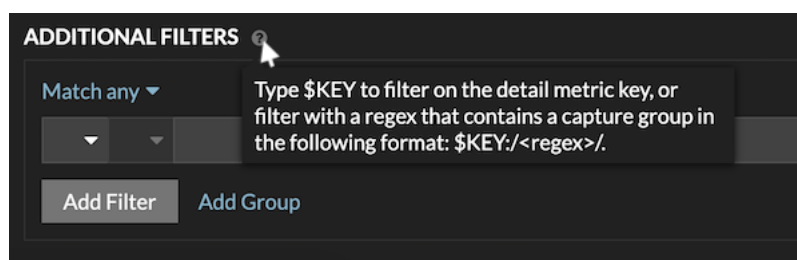 ADDITIONAL FILTERS ?
Match any
Type $KEY to filter on the detail metric key, or
filter with a regex that contains a capture group in
the following format: $KEY:/<regex>/.
Add Filter Add Group